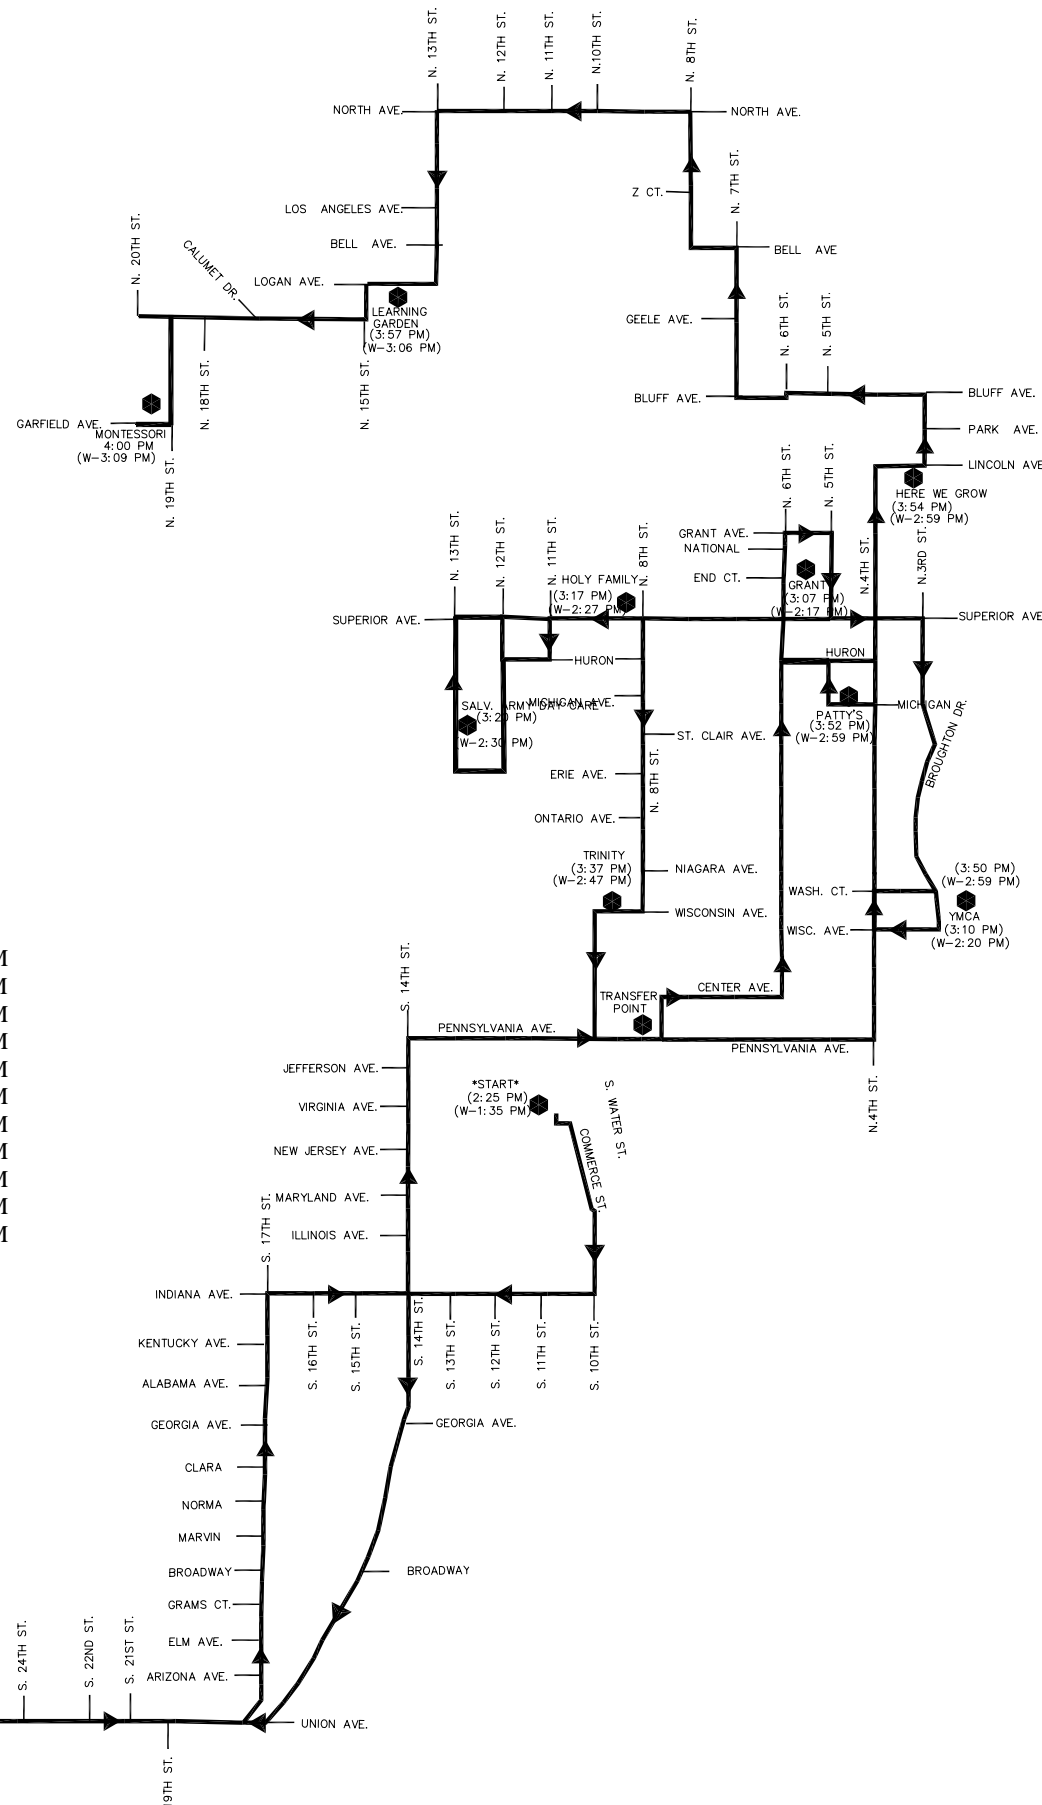 N. 13TH ST.
N. 12TH ST.
N. 11TH ST.
N.10TH ST.
N. 8TH ST.
NORTH AVE.
NORTH AVE.
N. 7TH ST.
Z CT.
LOS ANGELES AVE.
N. 20TH ST.
CALUMET DR.
BELL AVE.
BELL AVE
LOGAN AVE.
LEARNING
GARDEN
(3:57 PM)
(W-3:06 PM)
GEELE AVE.
N. 6TH ST.
N. 5TH ST.
N. 18TH ST.
N. 15TH ST.
BLUFF AVE.
BLUFF AVE.
GARFIELD AVE.
MONTESSORI
4:00 PM
(W-3:09 PM)
PARK AVE.
N. 19TH ST.
LINCOLN AVE
N. 6TH ST.
N. 5TH ST.
HERE WE GROW
(3:54 PM)
(W-2:59 PM)
N. 13TH ST.
N. 12TH ST.
N. 11TH ST.
N. 8TH ST.
GRANT AVE.
NATIONAL
END CT.
N.4TH ST.
N.3RD ST.
HOLY FAMILY
(3:17 PM)
(W-2:27 PM)
GRANT
(3:07 PM)
(W-2:17 PM)
SUPERIOR AVE.
SUPERIOR AVE
HURON
HURON
MICHIGAN AVE.
MICHIGAN
SALV. ARMY DAY CARE
(3:20 PM)
(W-2:30 PM)
PATTY'S
(3:52 PM)
(W-2:59 PM)
ST. CLAIR AVE.
BROUGHTON DR.
ERIE AVE.
N. 8TH ST.
ONTARIO AVE.
TRINITY
(3:37 PM)
(W-2:47 PM)
NIAGARA AVE.
(3:50 PM)
(W-2:59 PM)
WASH. CT.
WISCONSIN AVE.
WISC. AVE.
YMCA
(3:10 PM)
(W-2:20 PM)
M
M
M
M
M
M
M
M
M
M
M
S. 14TH ST.
TRANSFER
POINT
CENTER AVE.
PENNSYLVANIA AVE.
PENNSYLVANIA AVE.
JEFFERSON AVE.
*START*
(2:25 PM)
(W-1:35 PM)
S. WATER ST.
COMMERCE ST.
N.4TH ST.
VIRGINIA AVE.
NEW JERSEY AVE.
S. 17TH ST.
MARYLAND AVE.
ILLINOIS AVE.
INDIANA AVE.
S. 16TH ST.
S. 15TH ST.
S. 14TH ST.
S. 13TH ST.
S. 12TH ST.
S. 11TH ST.
S. 10TH ST.
KENTUCKY AVE.
ALABAMA AVE.
GEORGIA AVE.
GEORGIA AVE.
CLARA
NORMA
MARVIN
BROADWAY
BROADWAY
GRAMS CT.
ELM AVE.
S. 24TH ST.
S. 22ND ST.
S. 21ST ST.
ARIZONA AVE.
UNION AVE.
19TH ST.